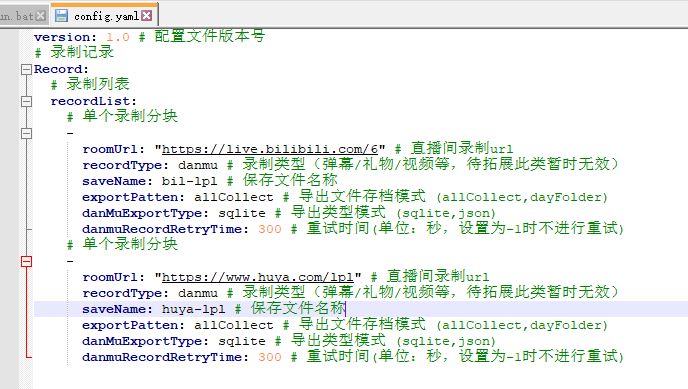 un.bat config.yaml
version: 1.0 # 配置文件版本号
# 录制记录
Record:
# 录制列表
recordList:
# 单个录制分块
-
roomUrl: "https://live.bilibili.com/6" # 直播间录制url
recordType: danmu # 录制类型（弹幕/礼物/视频等，待拓展此类暂时无效）
saveName: bil-lpl # 保存文件名称
exportPatten: allCollect # 导出文件存档模式 (allCollect,dayFolder)
danMuExportType: sqlite # 导出类型模式 (sqlite,json)
danmuRecordRetryTime: 300 # 重试时间(单位：秒，设置为-1时不进行重试)
# 单个录制分块
-
roomUrl: "https://www.huya.com/lpl" # 直播间录制url
recordType: danmu # 录制类型（弹幕/礼物/视频等，待拓展此类暂时无效）
saveName: huya-lpl # 保存文件名称
exportPatten: allCollect # 导出文件存档模式 (allCollect,dayFolder)
danMuExportType: sqlite # 导出类型模式 (sqlite,json)
danmuRecordRetryTime: 300 # 重试时间(单位：秒，设置为-1时不进行重试)